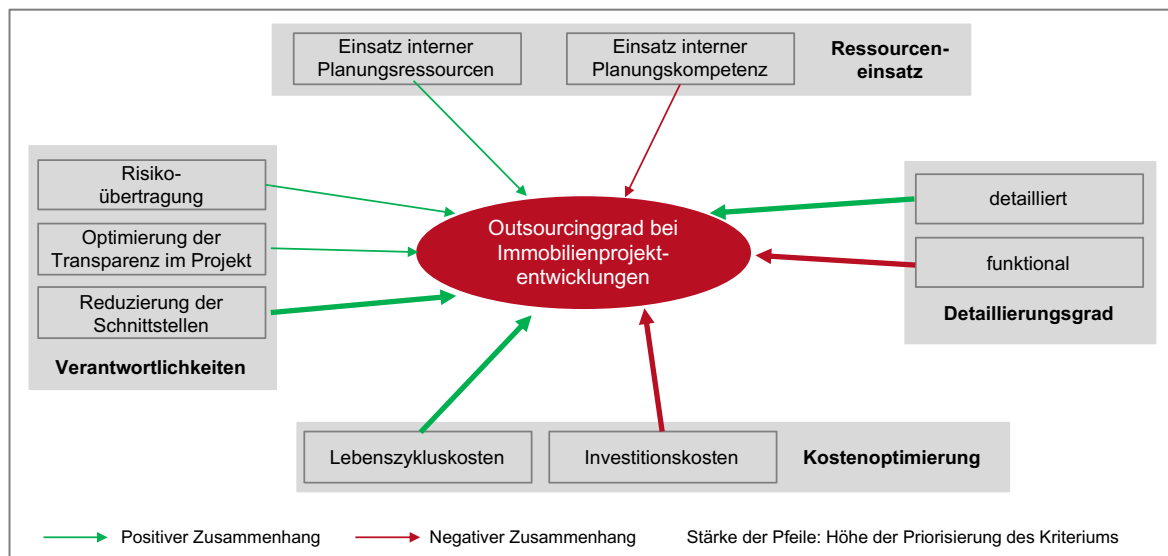 Einsatz interner
Planungsressourcen
Einsatz interner
Planungskompetenz
Ressourcen-
einsatz
Risiko-
übertragung
Optimierung der
Transparenz im Projekt
Reduzierung der
Schnittstellen
Verantwortlichkeiten
Outsourcinggrad bei
Immobilienprojekt-
entwicklungen
detailliert
funktional
Detaillierungsgrad
Lebenszykluskosten
Investitionskosten
Kostenoptimierung
Positiver Zusammenhang
Negativer Zusammenhang
Stärke der Pfeile: Höhe der Priorisierung des Kriteriums